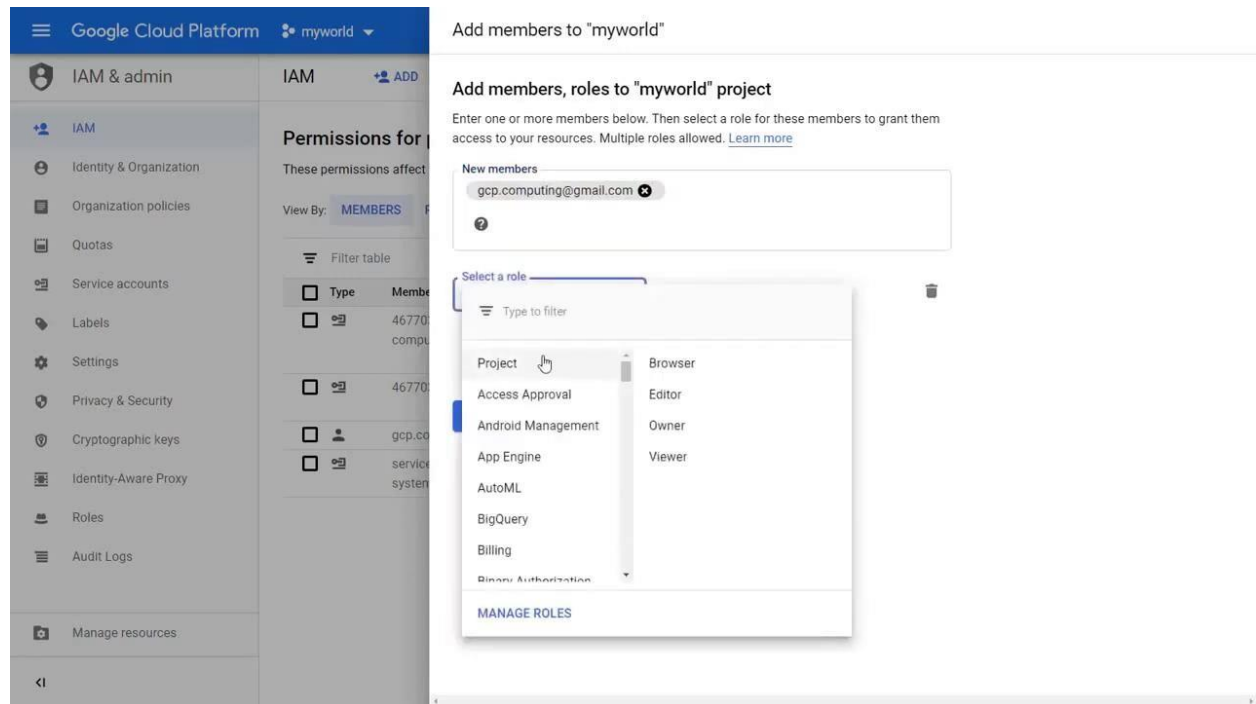 Google Cloud Platform
myworld
Add members to "myworld"
IAM & admin
IAM
ADD
IAM
Identity & Organization
Organization policies
Quotas
Service accounts
Labels
Settings
Privacy & Security
Cryptographic keys
Identity-Aware Proxy
Roles
Audit Logs
Manage resources
Permissions for
These permissions affect
View By: MEMBERS
Filter table
Type
46770
46770
gcp.co
service
Add members, roles to "myworld" project
Enter one or more members below. Then select a role for these members to grant them
access to your resources. Multiple roles allowed. Learn more
New members
gcp.computing@gmail.com
Select a role
Type to filter
Project
Access Approval
Android Management
App Engine
AutoML
BigQuery
Billing
Binary Authorization
Browser
Editor
Owner
Viewer
MANAGE ROLES